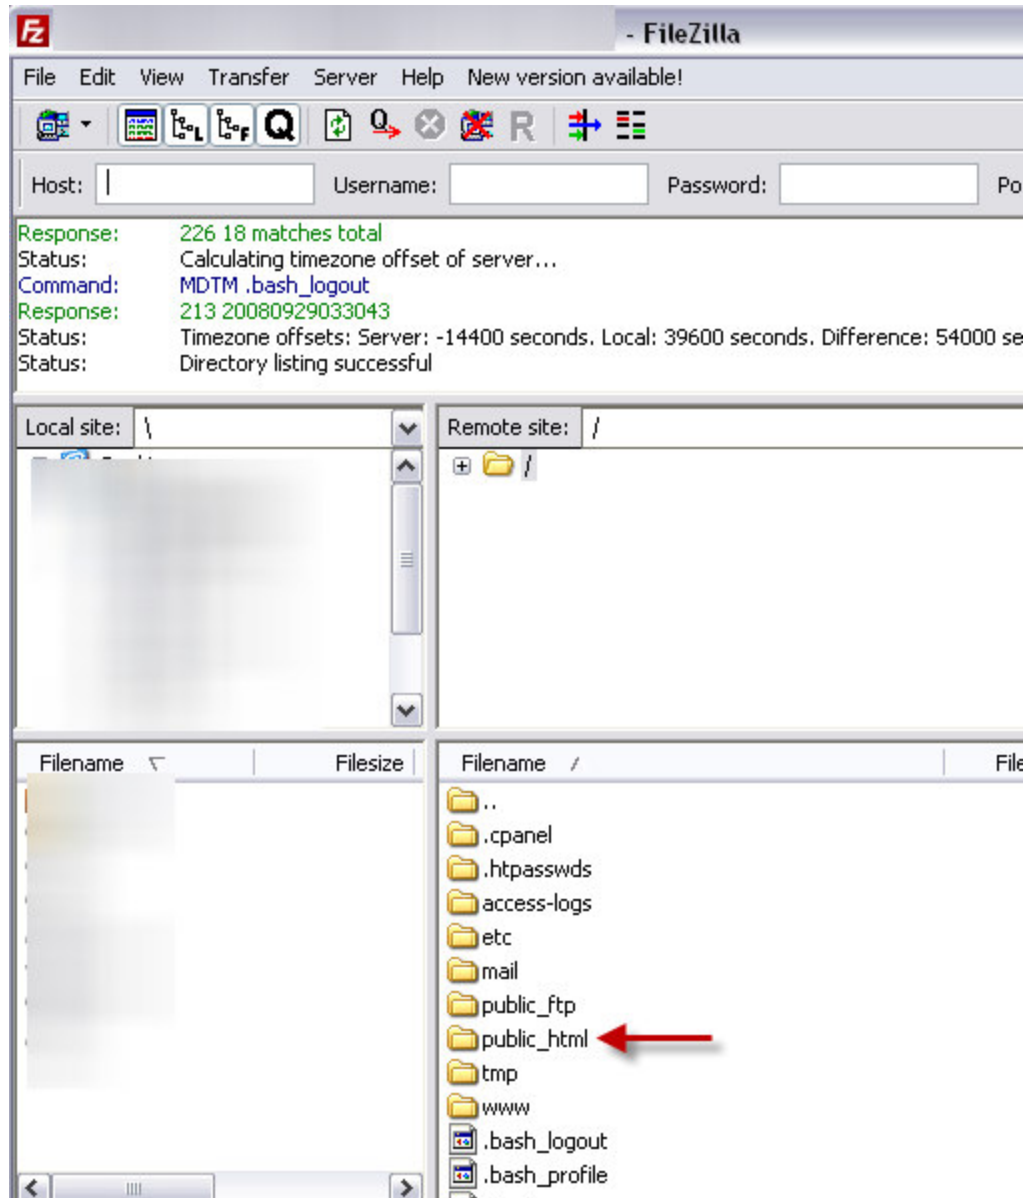 Fz
- FileZilla
File Edit View Transfer Server Help New version available!
L F Q Q R
Host: Username: Password: Po
Response: 226 18 matches total
Status: Calculating timezone offset of server...
Command: MDTM .bash_logout
Response: 213 20080929033043
Status: Timezone offsets: Server: -14400 seconds. Local: 39600 seconds. Difference: 54000 se
Status: Directory listing successful
Local site: \
Remote site: /
/
Filename Filesize
Filename / File
..
.cpanel
.htpasswds
access-logs
etc
mail
public_ftp
public_html
tmp
www
.bash_logout
.bash_profile